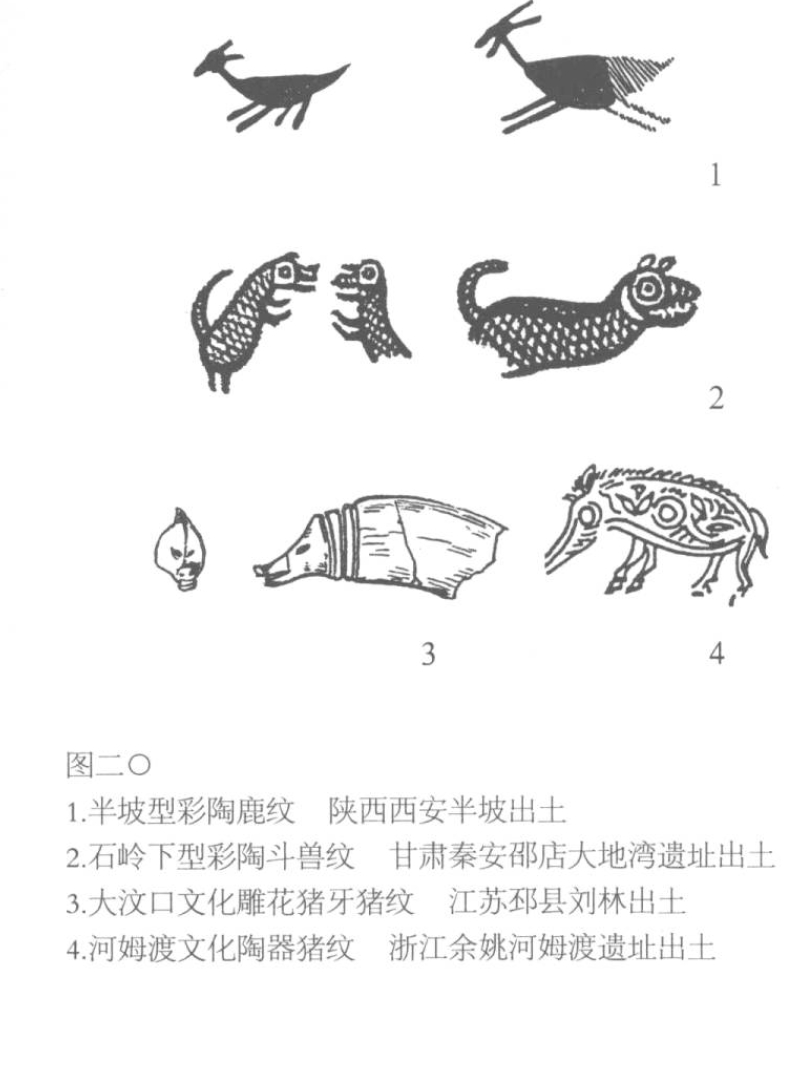 1
2
3
4
图二〇
1.半坡型彩陶鹿纹 陕西西安半坡出土
2.石岭下型彩陶斗兽纹 甘肃秦安邵店大地湾遗址出土
3.大汶口文化雕花猪牙猪纹 江苏邳县刘林出土
4.河姆渡文化陶器猪纹 浙江余姚河姆渡遗址出土